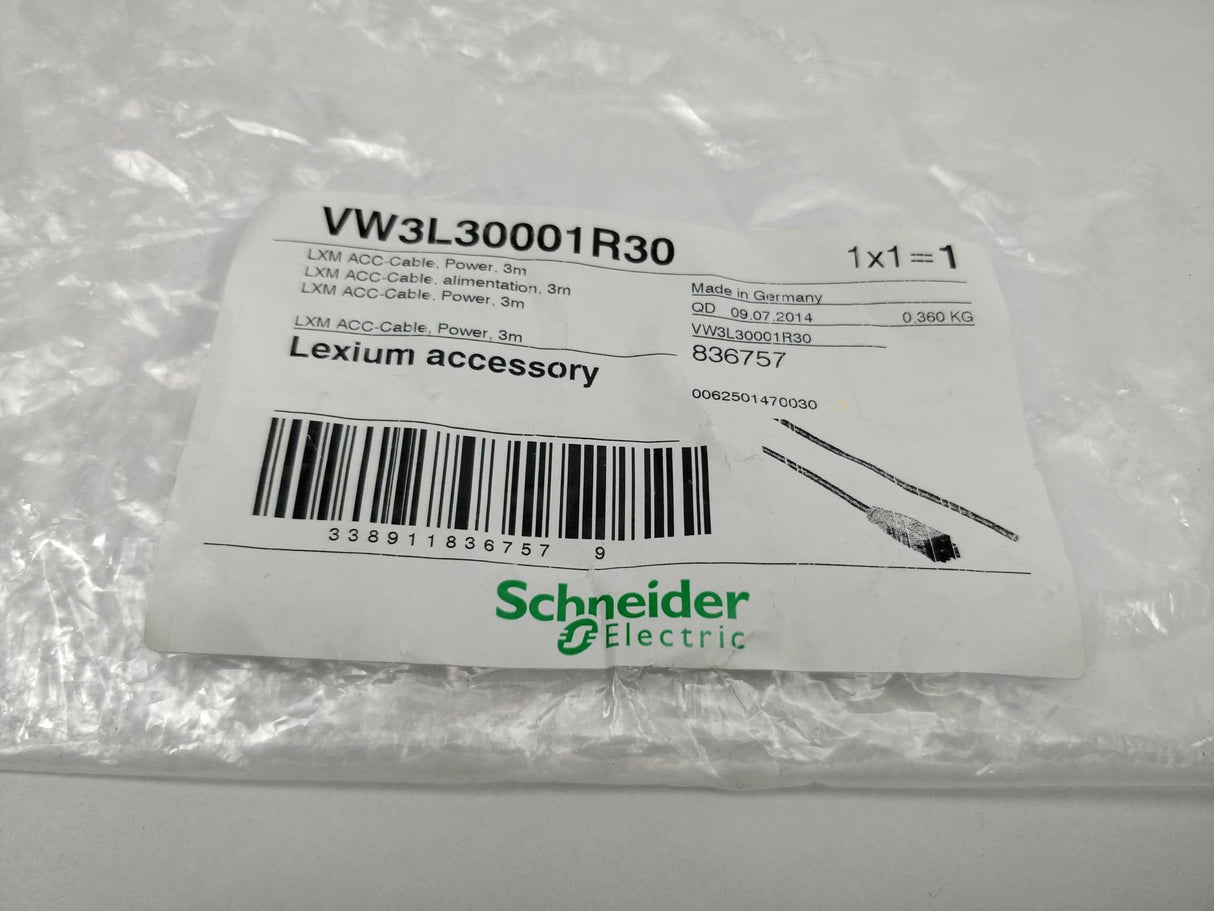 VW3L30001R30
1x1=1
LXM ACC-Cable, Power, 3m
LXM ACC-Cable, alimentation, 3m
LXM ACC-Cable, Power, 3m
LXM ACC-Cable, Power, 3m
Lexium accessory
Made in Germany
QD 09.07.2014 0,360 KG
VW3L30001R30
836757
0062501470030
338911836757 9
Schneider
Electric